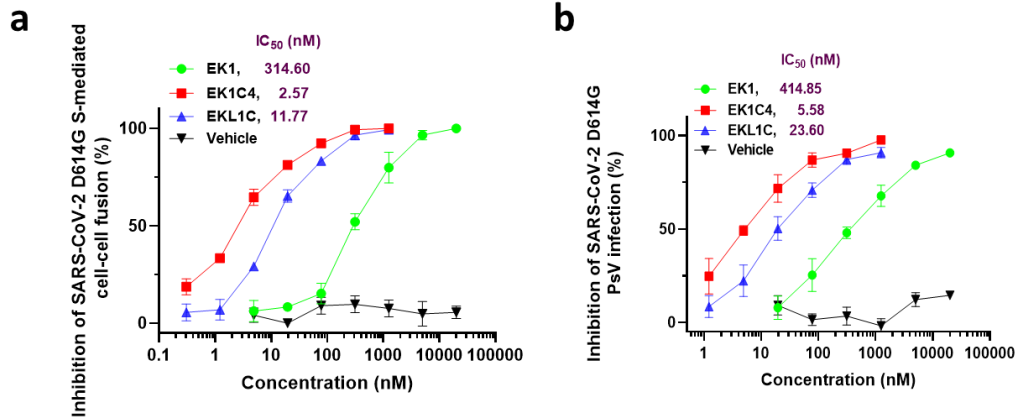 a
IC50 (nM)
EK1, 314.60
EK1C4, 2.57
EKL1C, 11.77
Vehicle
Inhibition of SARS-CoV-2 D614G S-mediated
cell-cell fusion (%)
100
50
0
0.1 1 10 100 1000 10000 100000
Concentration (nM)
b
IC50 (nM)
EK1, 414.85
EK1C4, 5.58
EKL1C, 23.60
Vehicle
Inhibition of SARS-CoV-2 D614G
PsV infection (%)
100
50
0
1 10 100 1000 10000 100000
Concentration (nM)